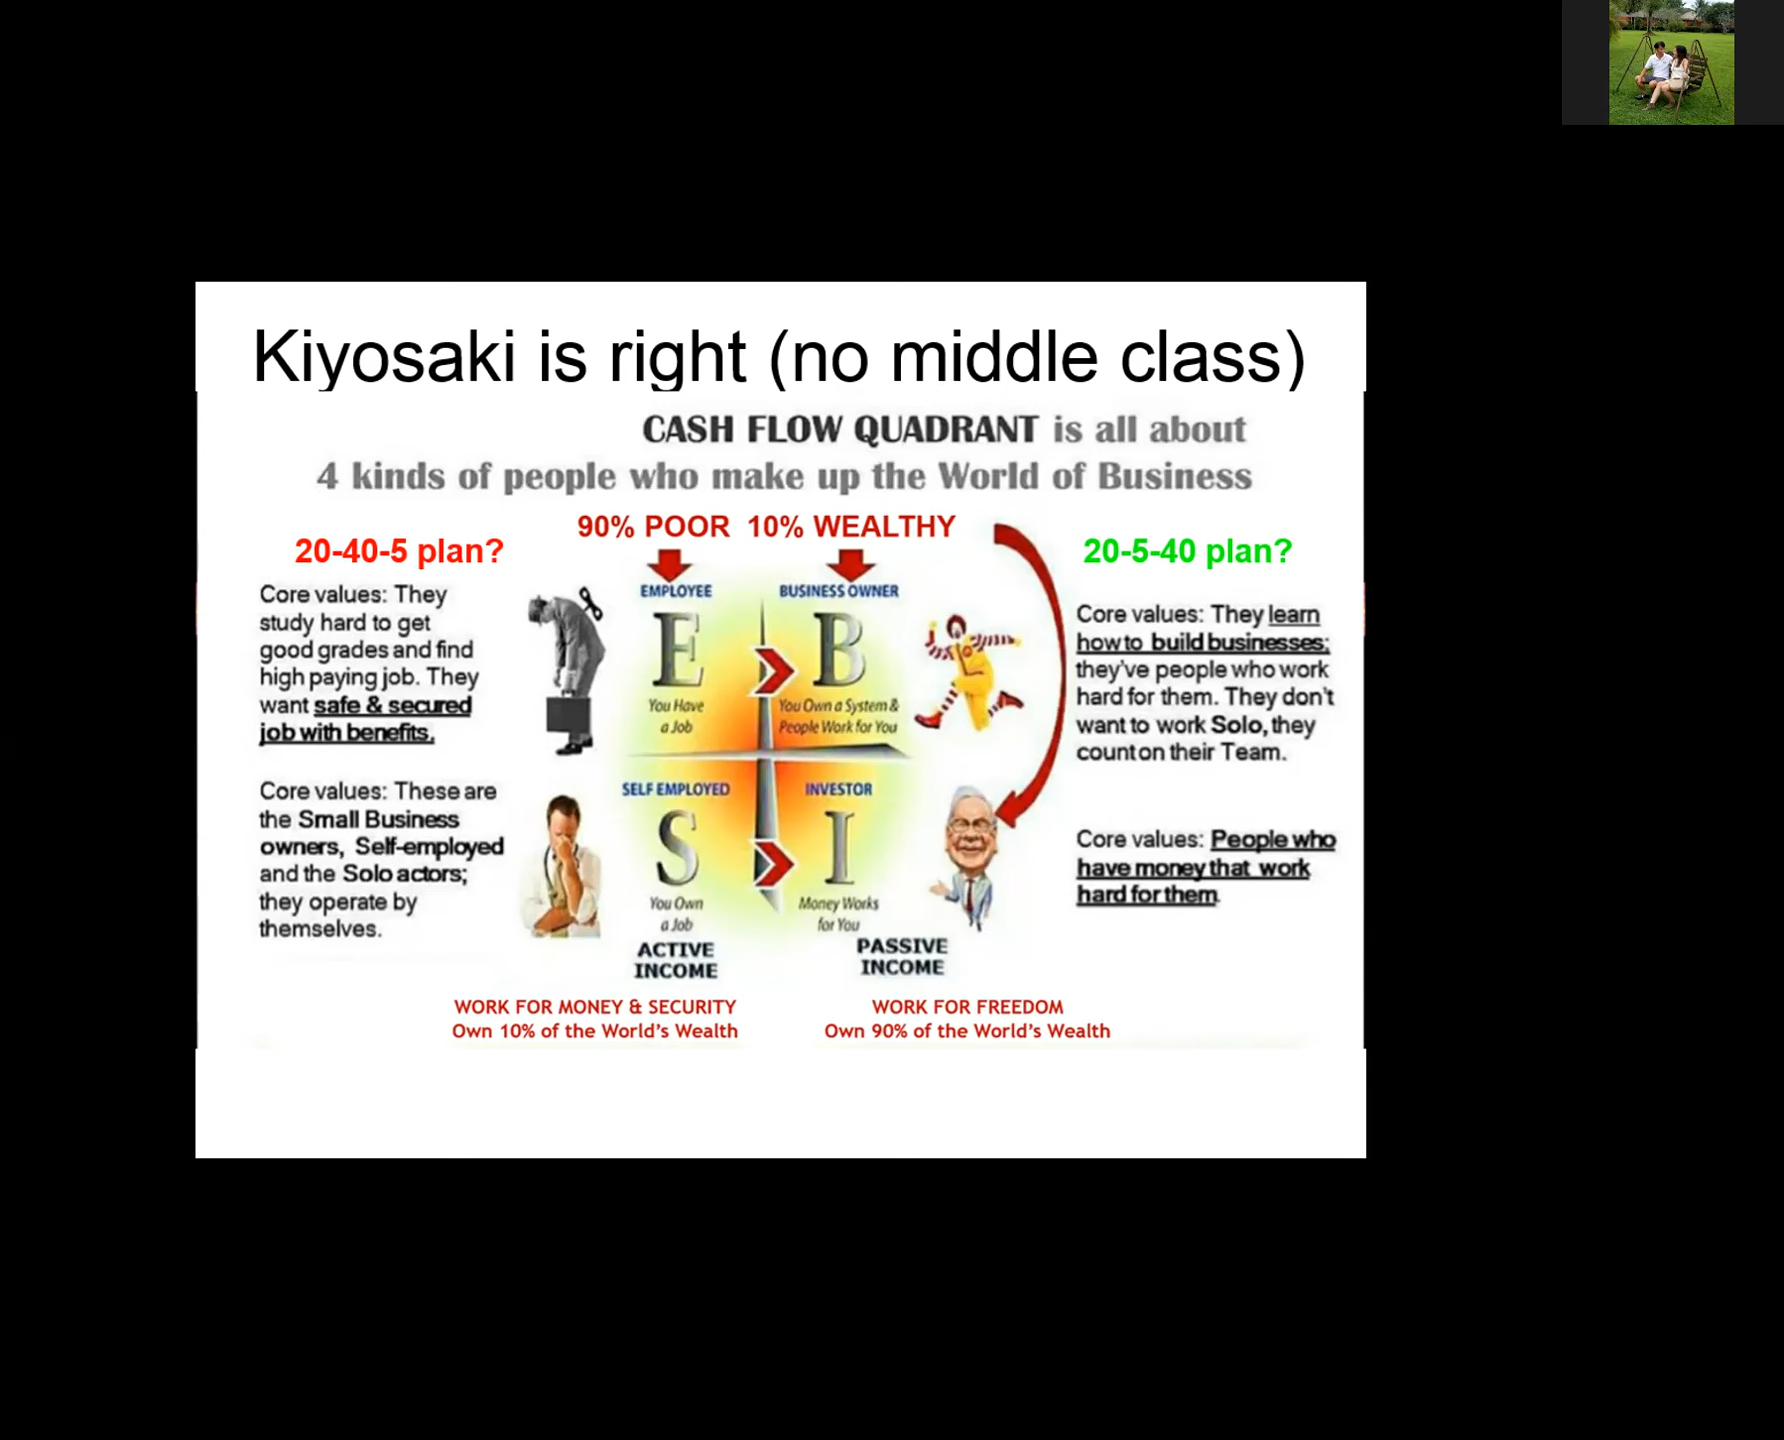 Kiyosaki is right (no middle class)
CASH FLOW QUADRANT is all about
4 kinds of people who make up the World of Business
90% POOR 10% WEALTHY
20-40-5 plan?
Core values: They
study hard to get
good grades and find
high paying job. They
want safe & secured
job with benefits.
Core values: These are
the Small Business
owners, Self-employed
and the Solo actors;
they operate by
themselves.
EMPLOYEE
E
You Have
a Job
BUSINESS OWNER
B
You Own a System &
People Work for You
SELF EMPLOYED
S
You Own
a Job
ACTIVE
INCOME
INVESTOR
I
Money Works
for You
PASSIVE
INCOME
20-5-40 plan?
Core values: They learn
how to build businesses;
they've people who work
hard for them. They don't
want to work Solo, they
count on their Team.
Core values: People who
have money that work
hard for them.
WORK FOR MONEY & SECURITY
Own 10% of the World's Wealth
WORK FOR FREEDOM
Own 90% of the World's Wealth